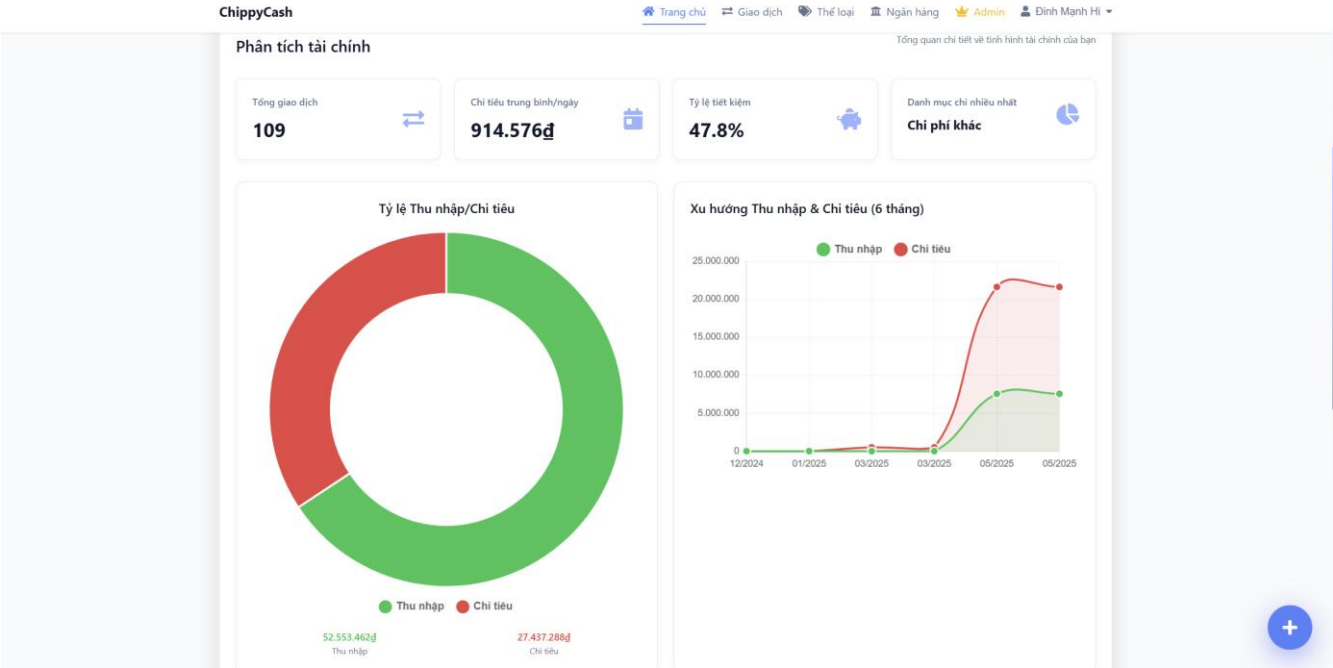 ChippyCash
Trang chủ
Giao dịch
Thể loại
Ngân hàng
Admin
Đinh Mạnh Hi
Phân tích tài chính
Tổng quan chi tiết về tình hình tài chính của bạn
Tổng giao dịch
109
Chi tiêu trung bình/ngày
914.576₫
Tỷ lệ tiết kiệm
47.8%
Danh mục chi nhiều nhất
Chi phí khác
Tỷ lệ Thu nhập/Chi tiêu
Thu nhập
Chi tiêu
52.553.462₫
Thu nhập
27.437.288₫
Chi tiêu
Xu hướng Thu nhập & Chi tiêu (6 tháng)
Thu nhập
Chi tiêu
25.000.000
20.000.000
15.000.000
10.000.000
5.000.000
0
12/2024
01/2025
03/2025
03/2025
05/2025
05/2025
+